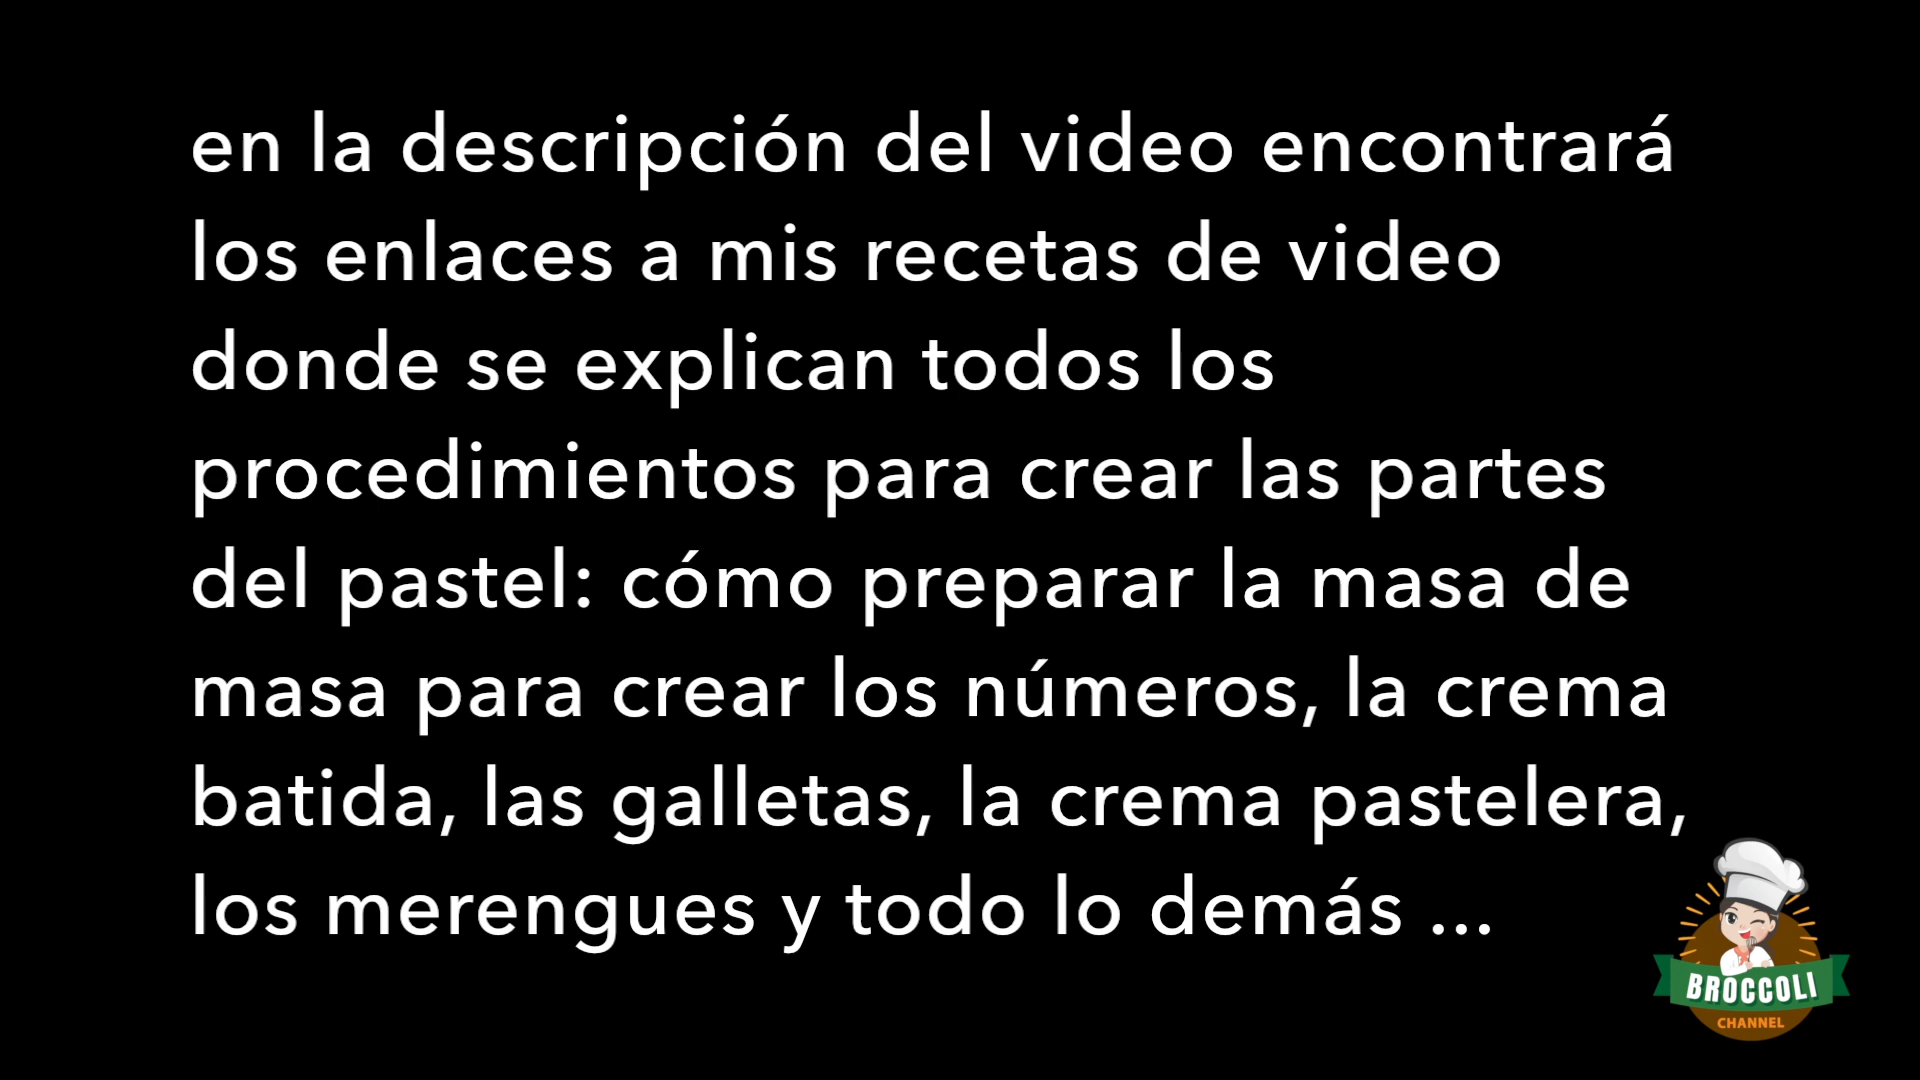 en la descripción del video encontrará
los enlaces a mis recetas de video
donde se explican todos los
procedimientos para crear las partes
del pastel: cómo preparar la masa de
masa para crear los números, la crema
batida, las galletas, la crema pastelera,
los merengues y todo lo demás ...
BROCCOLI
CHANNEL